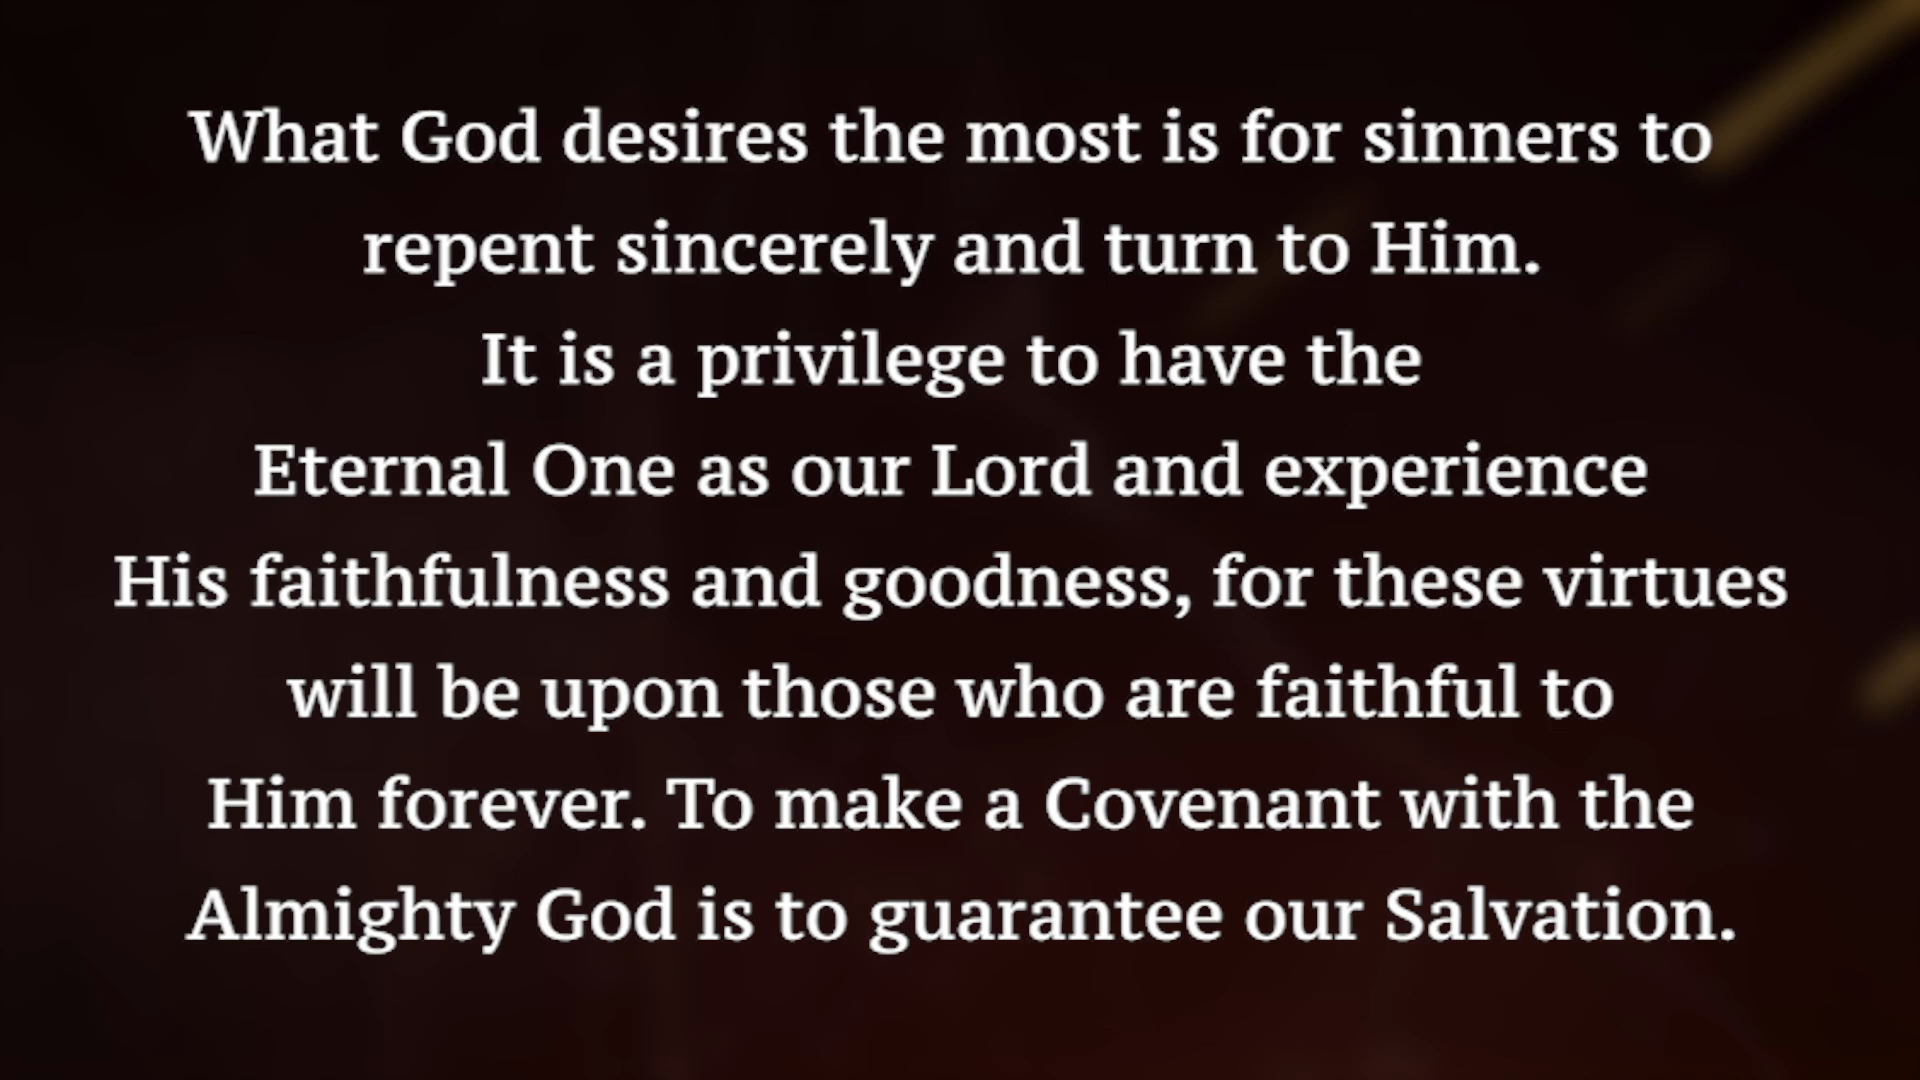 What God desires the most is for sinners to
repent sincerely and turn to Him.
It is a privilege to have the
Eternal One as our Lord and experience
His faithfulness and goodness, for these virtues
will be upon those who are faithful to
Him forever. To make a Covenant with the
Almighty God is to guarantee our Salvation.